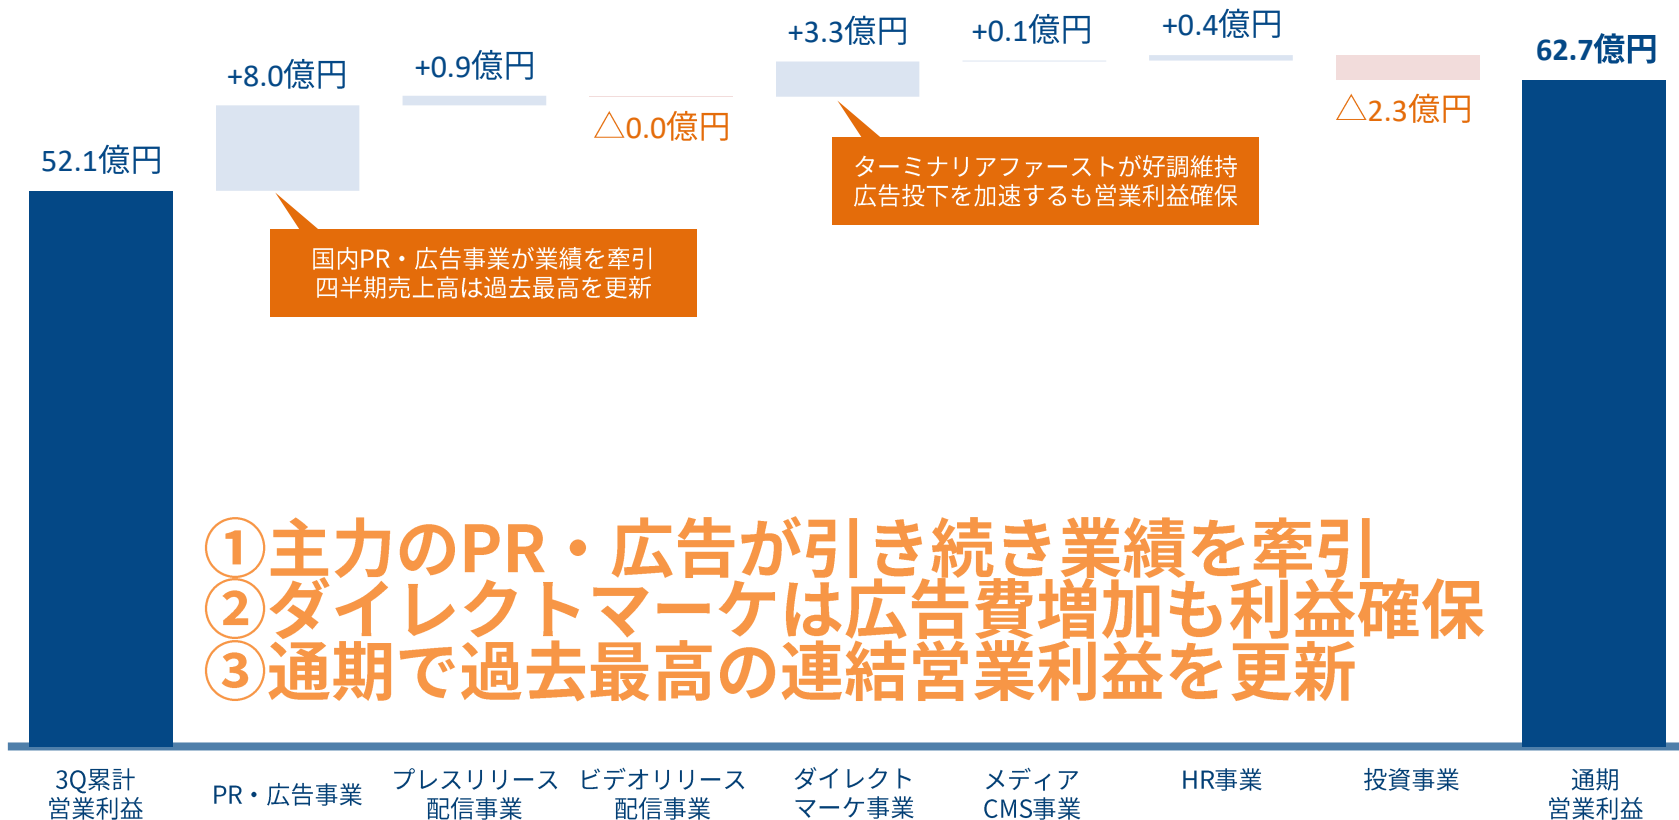 52.1億円
+8.0億円
+0.9億円
△0.0億円
+3.3億円
+0.1億円
+0.4億円
△2.3億円
62.7億円
国内PR・広告事業が業績を牽引
四半期売上高は過去最高を更新
ターミナリアファーストが好調維持
広告投下を加速するも営業利益確保
①主力のPR・広告が引き続き業績を牽引
②ダイレクトマーケは広告費増加も利益確保
③通期で過去最高の連結営業利益を更新
3Q累計
営業利益
PR・広告事業
プレスリリース
配信事業
ビデオリリース
配信事業
ダイレクト
マーケ事業
メディア
CMS事業
HR事業
投資事業
通期
営業利益